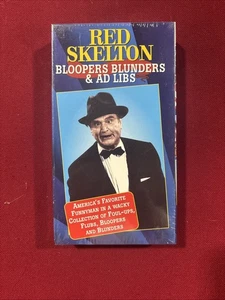 RED
SKELTON
BLOOPERS BLUNDERS
& AD LIBS
AMERICA'S FAVORITE
FUNNYMAN IN A WACKY
COLLECTION OF FOUL-UPS,
FLUBS, BLOOPERS
AND BLUNDERS